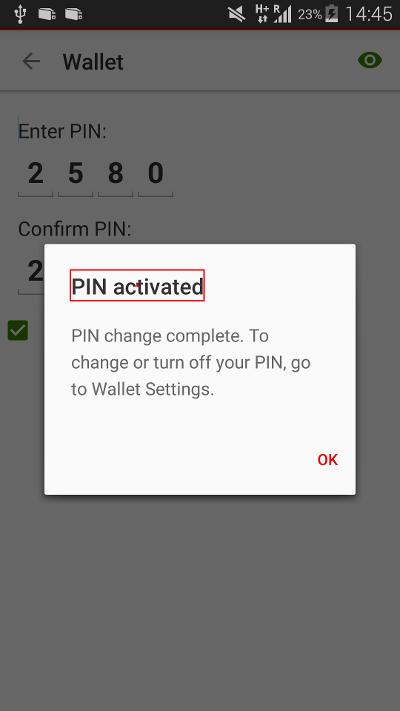 H+ R 23% 14:45
Wallet
Enter PIN:
2 5 8 0
Confirm PIN:
2
PIN activated
PIN change complete. To
change or turn off your PIN, go
to Wallet Settings.
OK